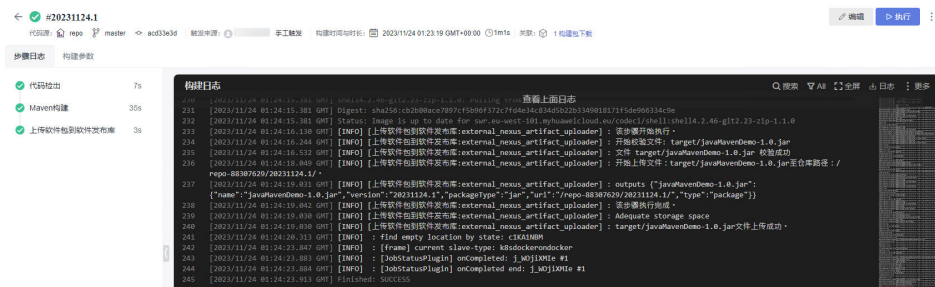 #20231124.1
编辑
执行
代码源: repo master acd33e3d 触发来源: 手工触发 构建时间与时长: 2023/11/24 01:23:19 GMT+00:00 1m1s 关联: 1 构建包下载
步骤日志 构建参数
代码检出 7s
Maven构建 35s
上传软件包到软件发布库 3s
构建日志
搜索 All 全屏 日志 更多
查看上面日志
231 [2023/11/24 01:24:15.381 GMT] Digest: sha256:cb2b00ace7097cf5b96f372c7fd4e34c034d5b22bb3349018171f5de966334c9e
232 [2023/11/24 01:24:15.381 GMT] Status: Image is up to date for swr.eu-west-101.myhuaweicloud.eu/codeci/shell:shell4.2.46-git2.23-zip-1.1.0
233 [2023/11/24 01:24:16.130 GMT] [INFO] [上传软件包到软件发布库:external_nexus_artifact_uploader] : 该步骤开始执行。
234 [2023/11/24 01:24:16.244 GMT] [INFO] [上传软件包到软件发布库:external_nexus_artifact_uploader] : 开始校验文件: target/javaMavenDemo-1.0.jar
235 [2023/11/24 01:24:16.532 GMT] [INFO] [上传软件包到软件发布库:external_nexus_artifact_uploader] : 文件 target/javaMavenDemo-1.0.jar 校验成功
236 [2023/11/24 01:24:18.049 GMT] [INFO] [上传软件包到软件发布库:external_nexus_artifact_uploader] : 开始上传文件：target/javaMavenDemo-1.0.jar至仓库路径：/
repo-88307629/20231124.1/。
237 [2023/11/24 01:24:19.031 GMT] [INFO] [上传软件包到软件发布库:external_nexus_artifact_uploader] : outputs {"javaMavenDemo-1.0.jar":
{"name":"javaMavenDemo-1.0.jar","version":"20231124.1","packageType":"jar","url":"/repo-88307629/20231124.1/","type":"package"}}
238 [2023/11/24 01:24:19.042 GMT] [INFO] [上传软件包到软件发布库:external_nexus_artifact_uploader] : 该步骤执行完成。
239 [2023/11/24 01:24:19.030 GMT] [INFO] [上传软件包到软件发布库:external_nexus_artifact_uploader] : Adequate storage space
240 [2023/11/24 01:24:19.030 GMT] [INFO] [上传软件包到软件发布库:external_nexus_artifact_uploader] : target/javaMavenDemo-1.0.jar文件上传成功。
241 [2023/11/24 01:24:20.313 GMT] [INFO] : find empty location by state: c1KA1NBM
242 [2023/11/24 01:24:23.847 GMT] [INFO] : [frame] current slave-type: k8sdockerondocker
243 [2023/11/24 01:24:23.883 GMT] [INFO] : [JobStatusPlugin] onCompleted: j_WOjiXMIe #1
244 [2023/11/24 01:24:23.884 GMT] [INFO] : [JobStatusPlugin] onCompleted end: j_WOjiXMIe #1
245 [2023/11/24 01:24:23.913 GMT] Finished: SUCCESS